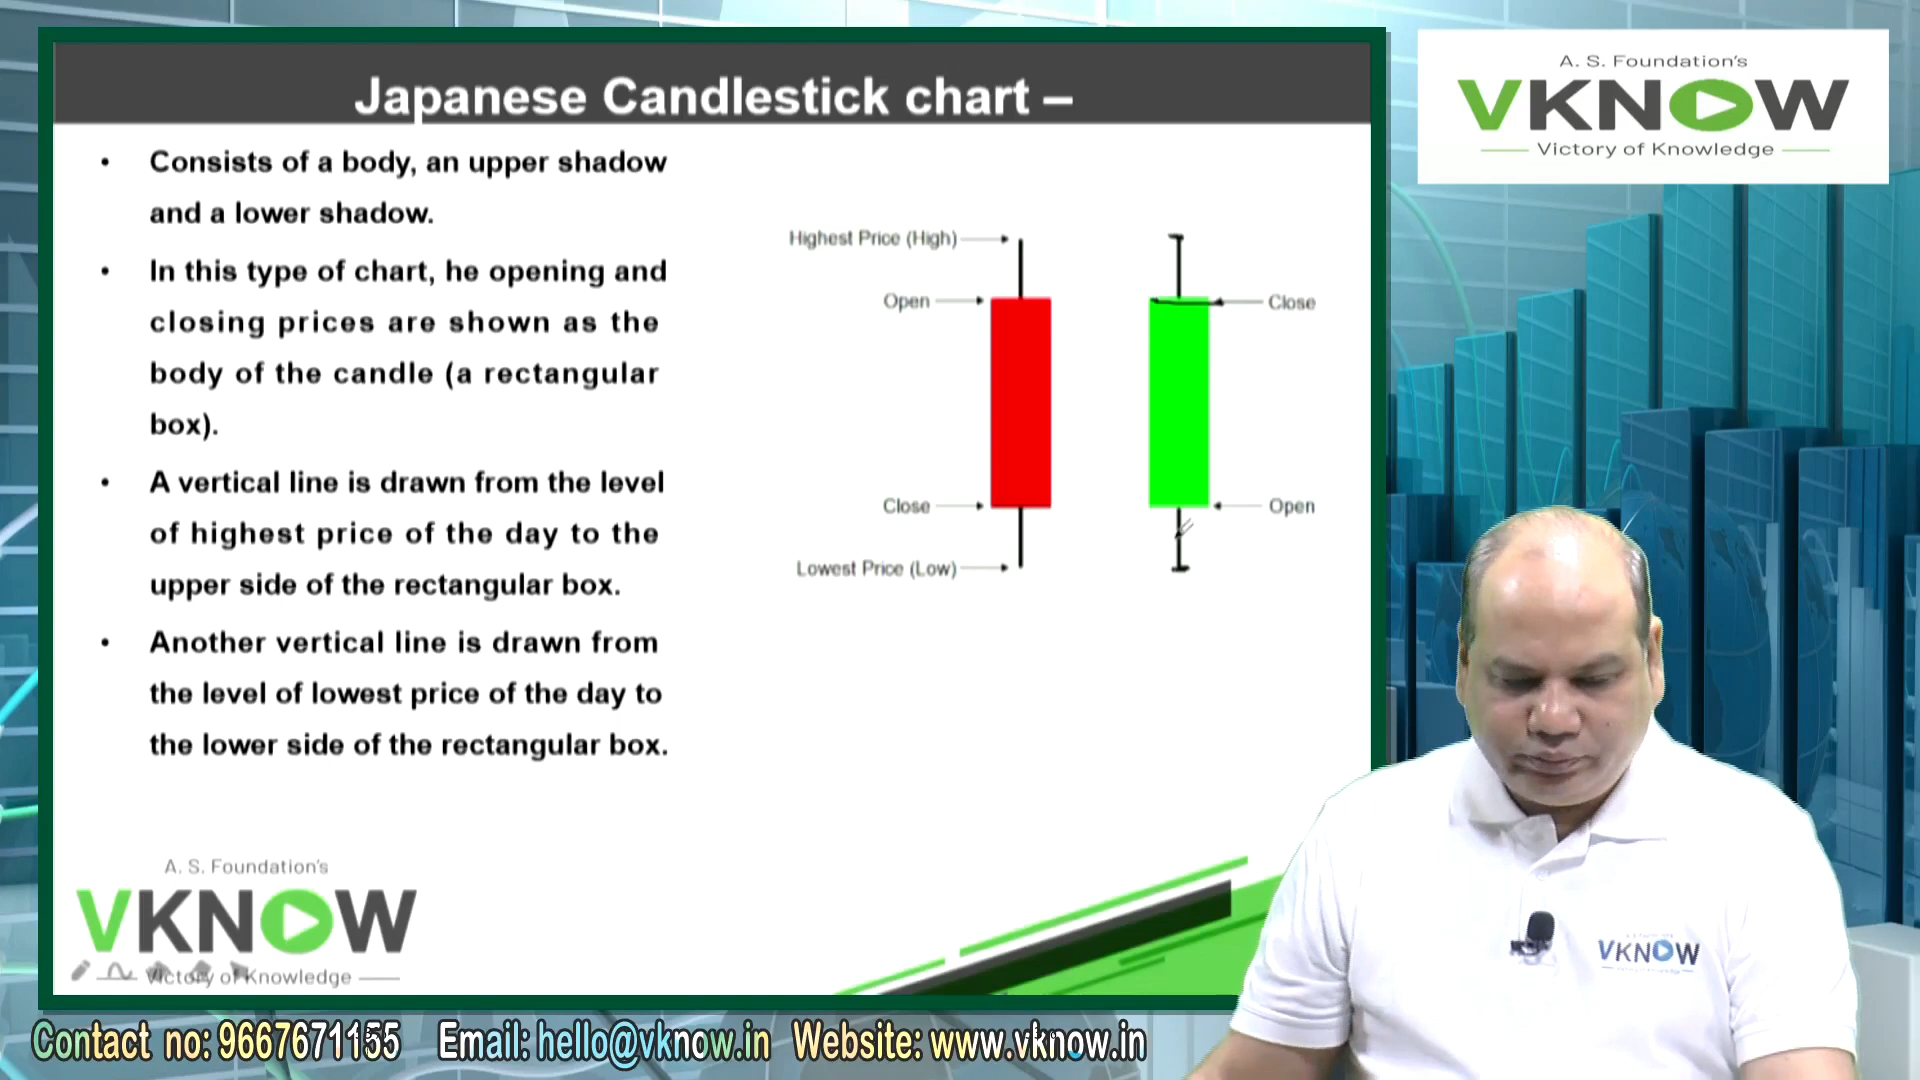 Japanese Candlestick chart –
A. S. Foundation's
VKNOW
Victory of Knowledge
• Consists of a body, an upper shadow
and a lower shadow.
• In this type of chart, he opening and
closing prices are shown as the
body of the candle (a rectangular
box).
• A vertical line is drawn from the level
of highest price of the day to the
upper side of the rectangular box.
• Another vertical line is drawn from
the level of lowest price of the day to
the lower side of the rectangular box.
Highest Price (High)
Open
Close
Close
Open
Lowest Price (Low)
A. S. Foundation's
VKNOW
Victory of Knowledge
VKNOW
Contact no: 9667671155 Email: hello@vknow.in Website: www.vknow.in